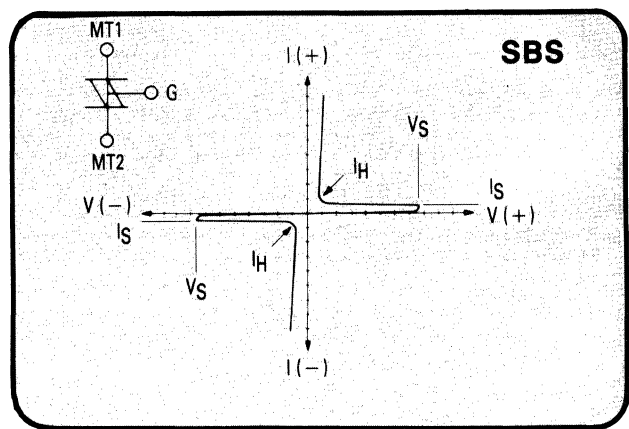 MT1
G
MT2
SBS
I(+)
VS
IH
IS
V(+)
V(−)
IS
IH
VS
I(−)